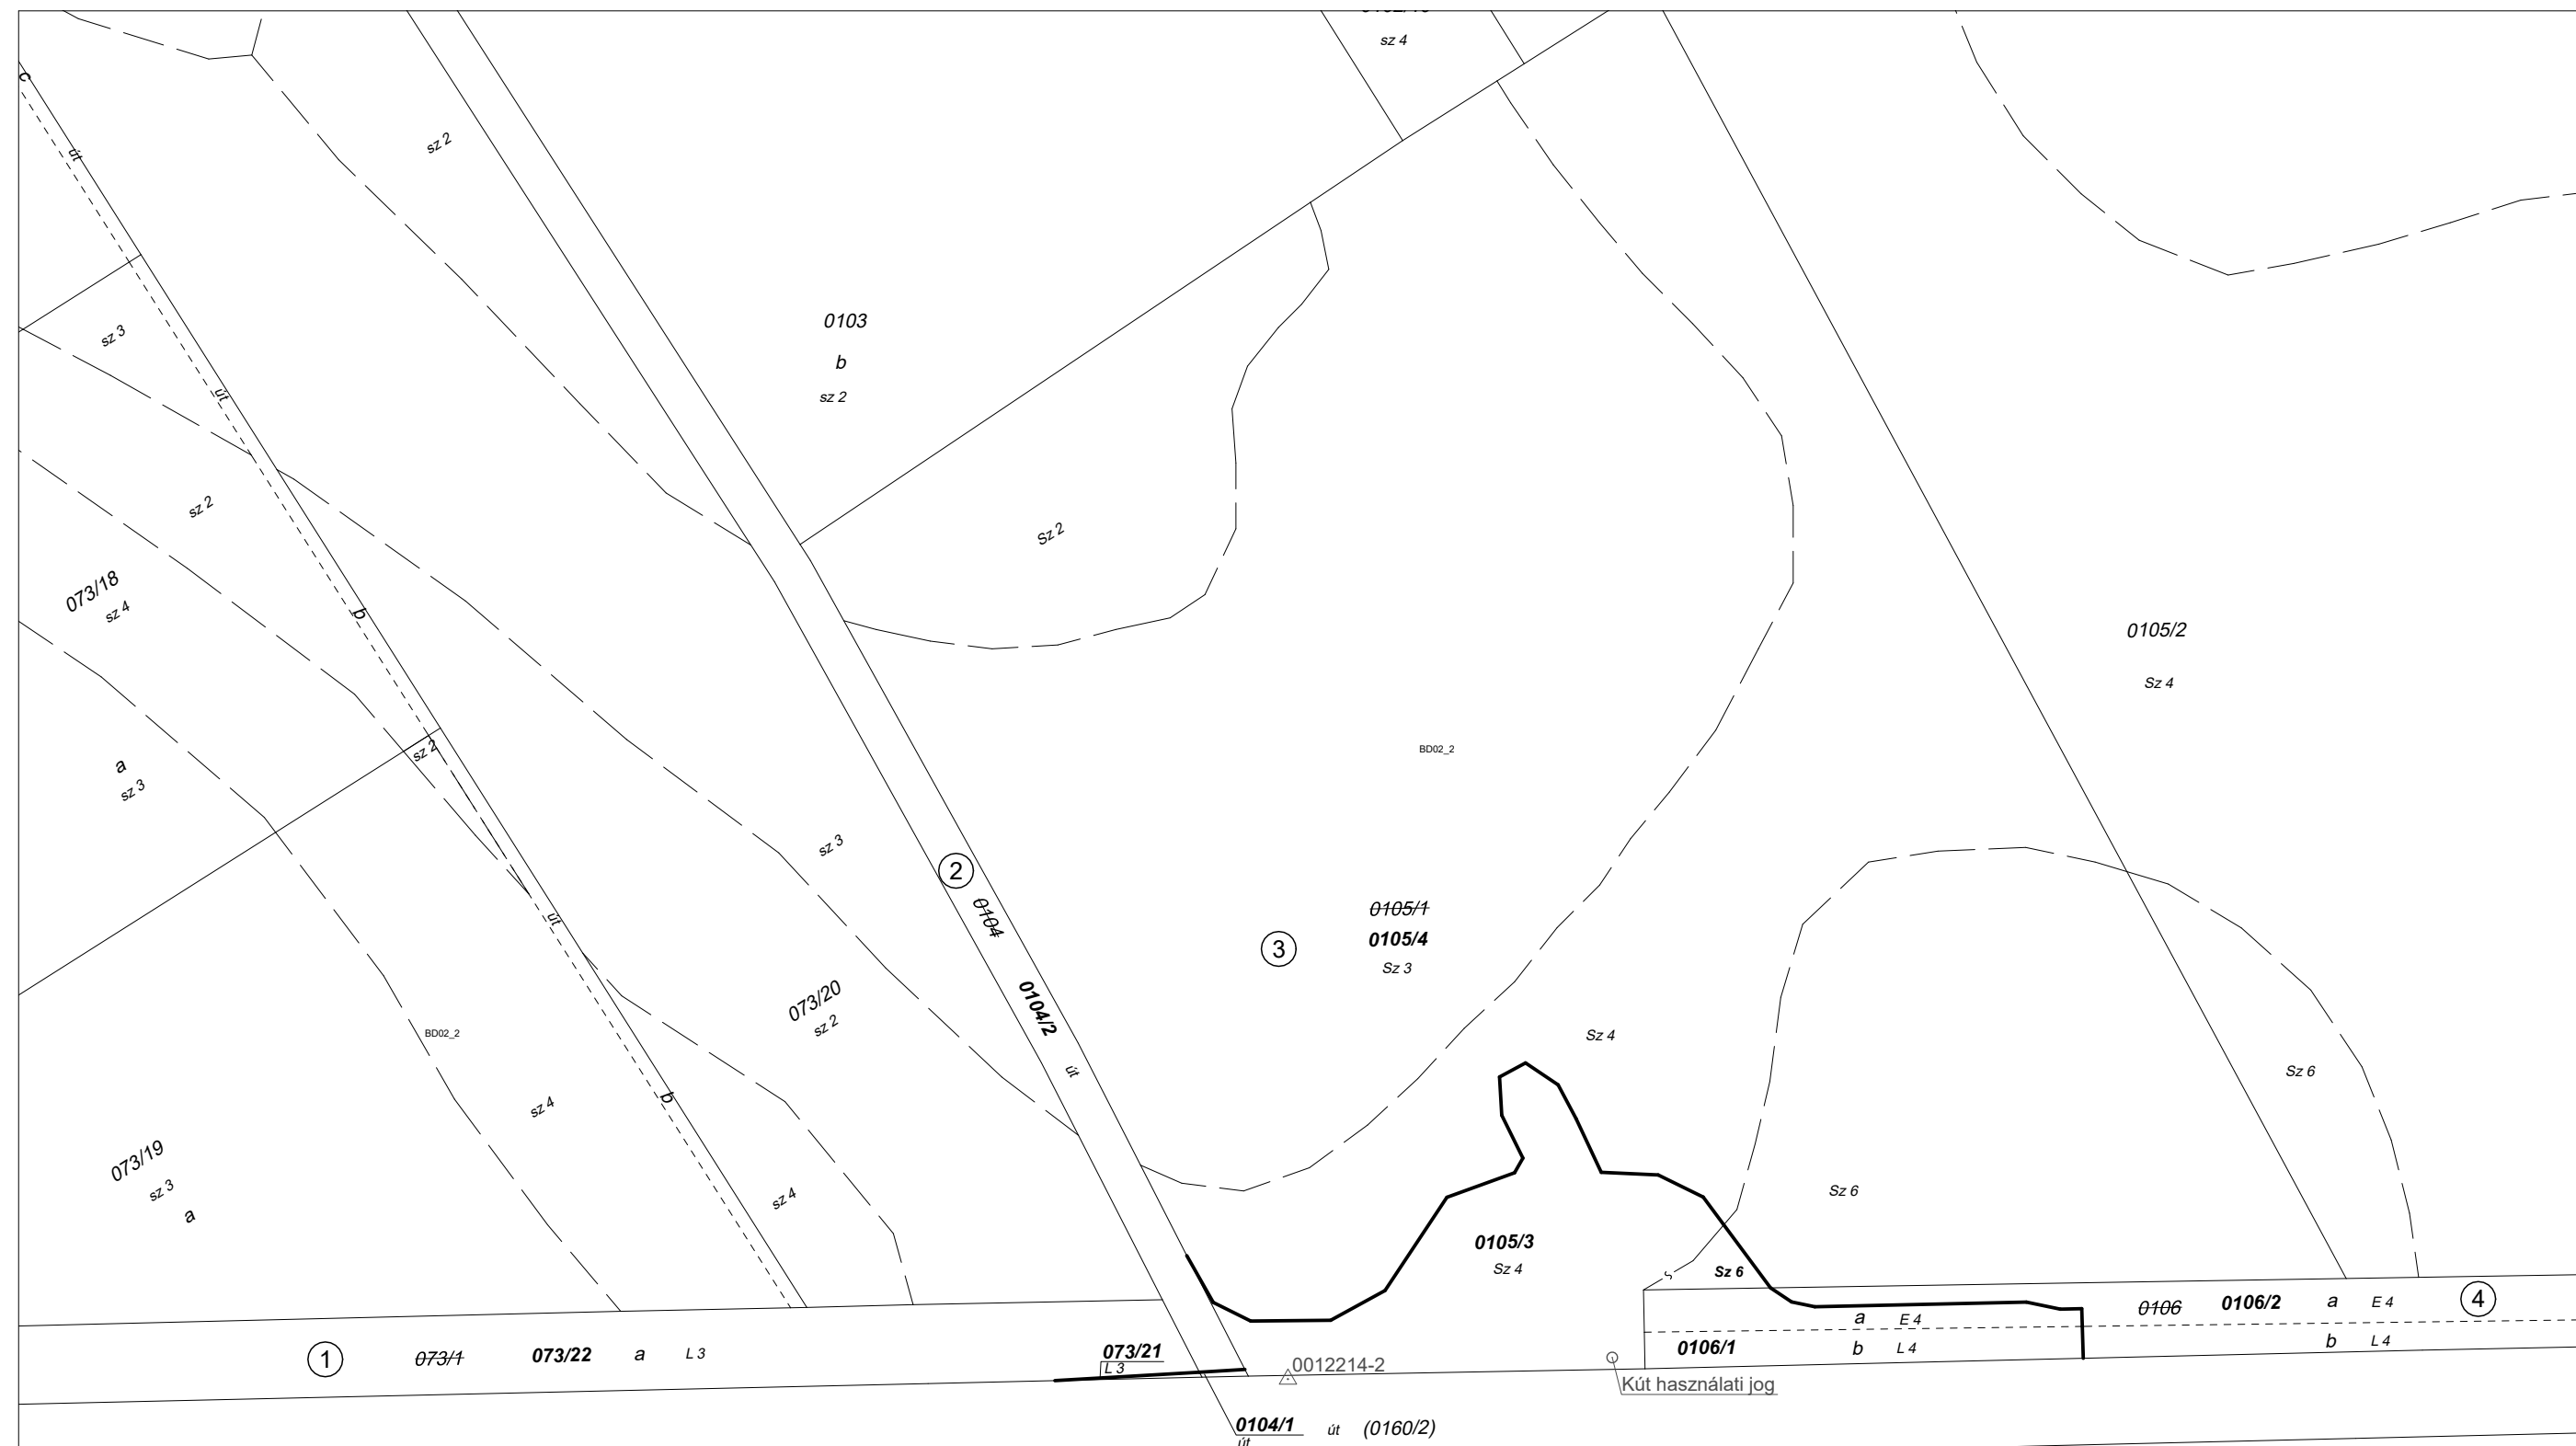 sz 4
c
sz 2
út
0103
b
sz 2
sz 3
út
sz 2
Sz 2
073/18
sz 4
b
0105/2
Sz 4
sz 2
BD02_2
a
sz 3
sz 3
2
0104
0105/1
0105/4
Sz 3
3
út
073/20
sz 2
0104/2
BD02_2
Sz 4
út
Sz 6
b
sz 4
073/19
sz 3
a
sz 4
Sz 6
0105/3
Sz 4
Sz 6
S
0106
0106/2
a
E 4
4
a
E 4
0106/1
b
L 4
b
L 4
1
073/1
073/22
a
L 3
073/21
L 3
0012214-2
Kút használati jog
0104/1
út
(0160/2)
út